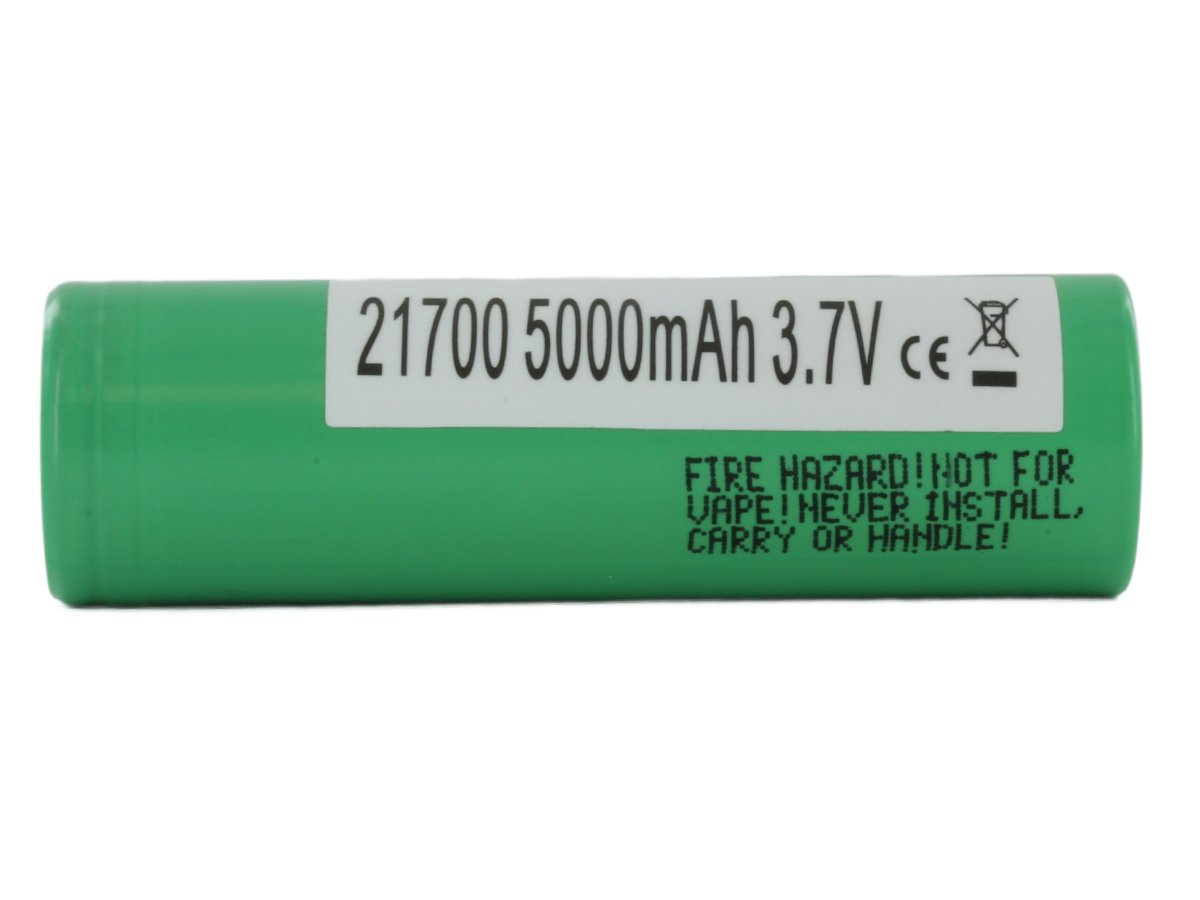 21700 5000mAh 3.7V CE
FIRE HAZARD!NOT FOR
VAPE!NEVER INSTALL,
CARRY OR HANDLE!